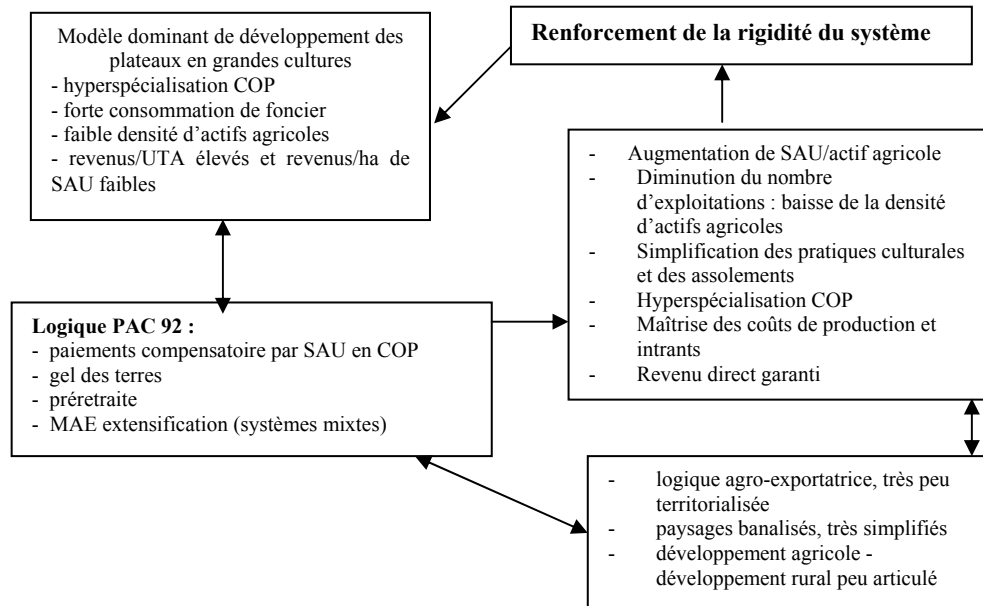 Modèle dominant de développement des
plateaux en grandes cultures
- hyperspécialisation COP
- forte consommation de foncier
- faible densité d'actifs agricoles
- revenus/UTA élevés et revenus/ha de
SAU faibles
Renforcement de la rigidité du système
- Augmentation de SAU/actif agricole
- Diminution du nombre
d'exploitations : baisse de la densité
d'actifs agricoles
- Simplification des pratiques culturales
et des assolements
- Hyperspécialisation COP
- Maîtrise des coûts de production et
intrants
- Revenu direct garanti
Logique PAC 92 :
- paiements compensatoire par SAU en COP
- gel des terres
- préretraite
- MAE extensification (systèmes mixtes)
- logique agro-exportatrice, très peu
territorialisée
- paysages banalisés, très simplifiés
- développement agricole -
développement rural peu articulé